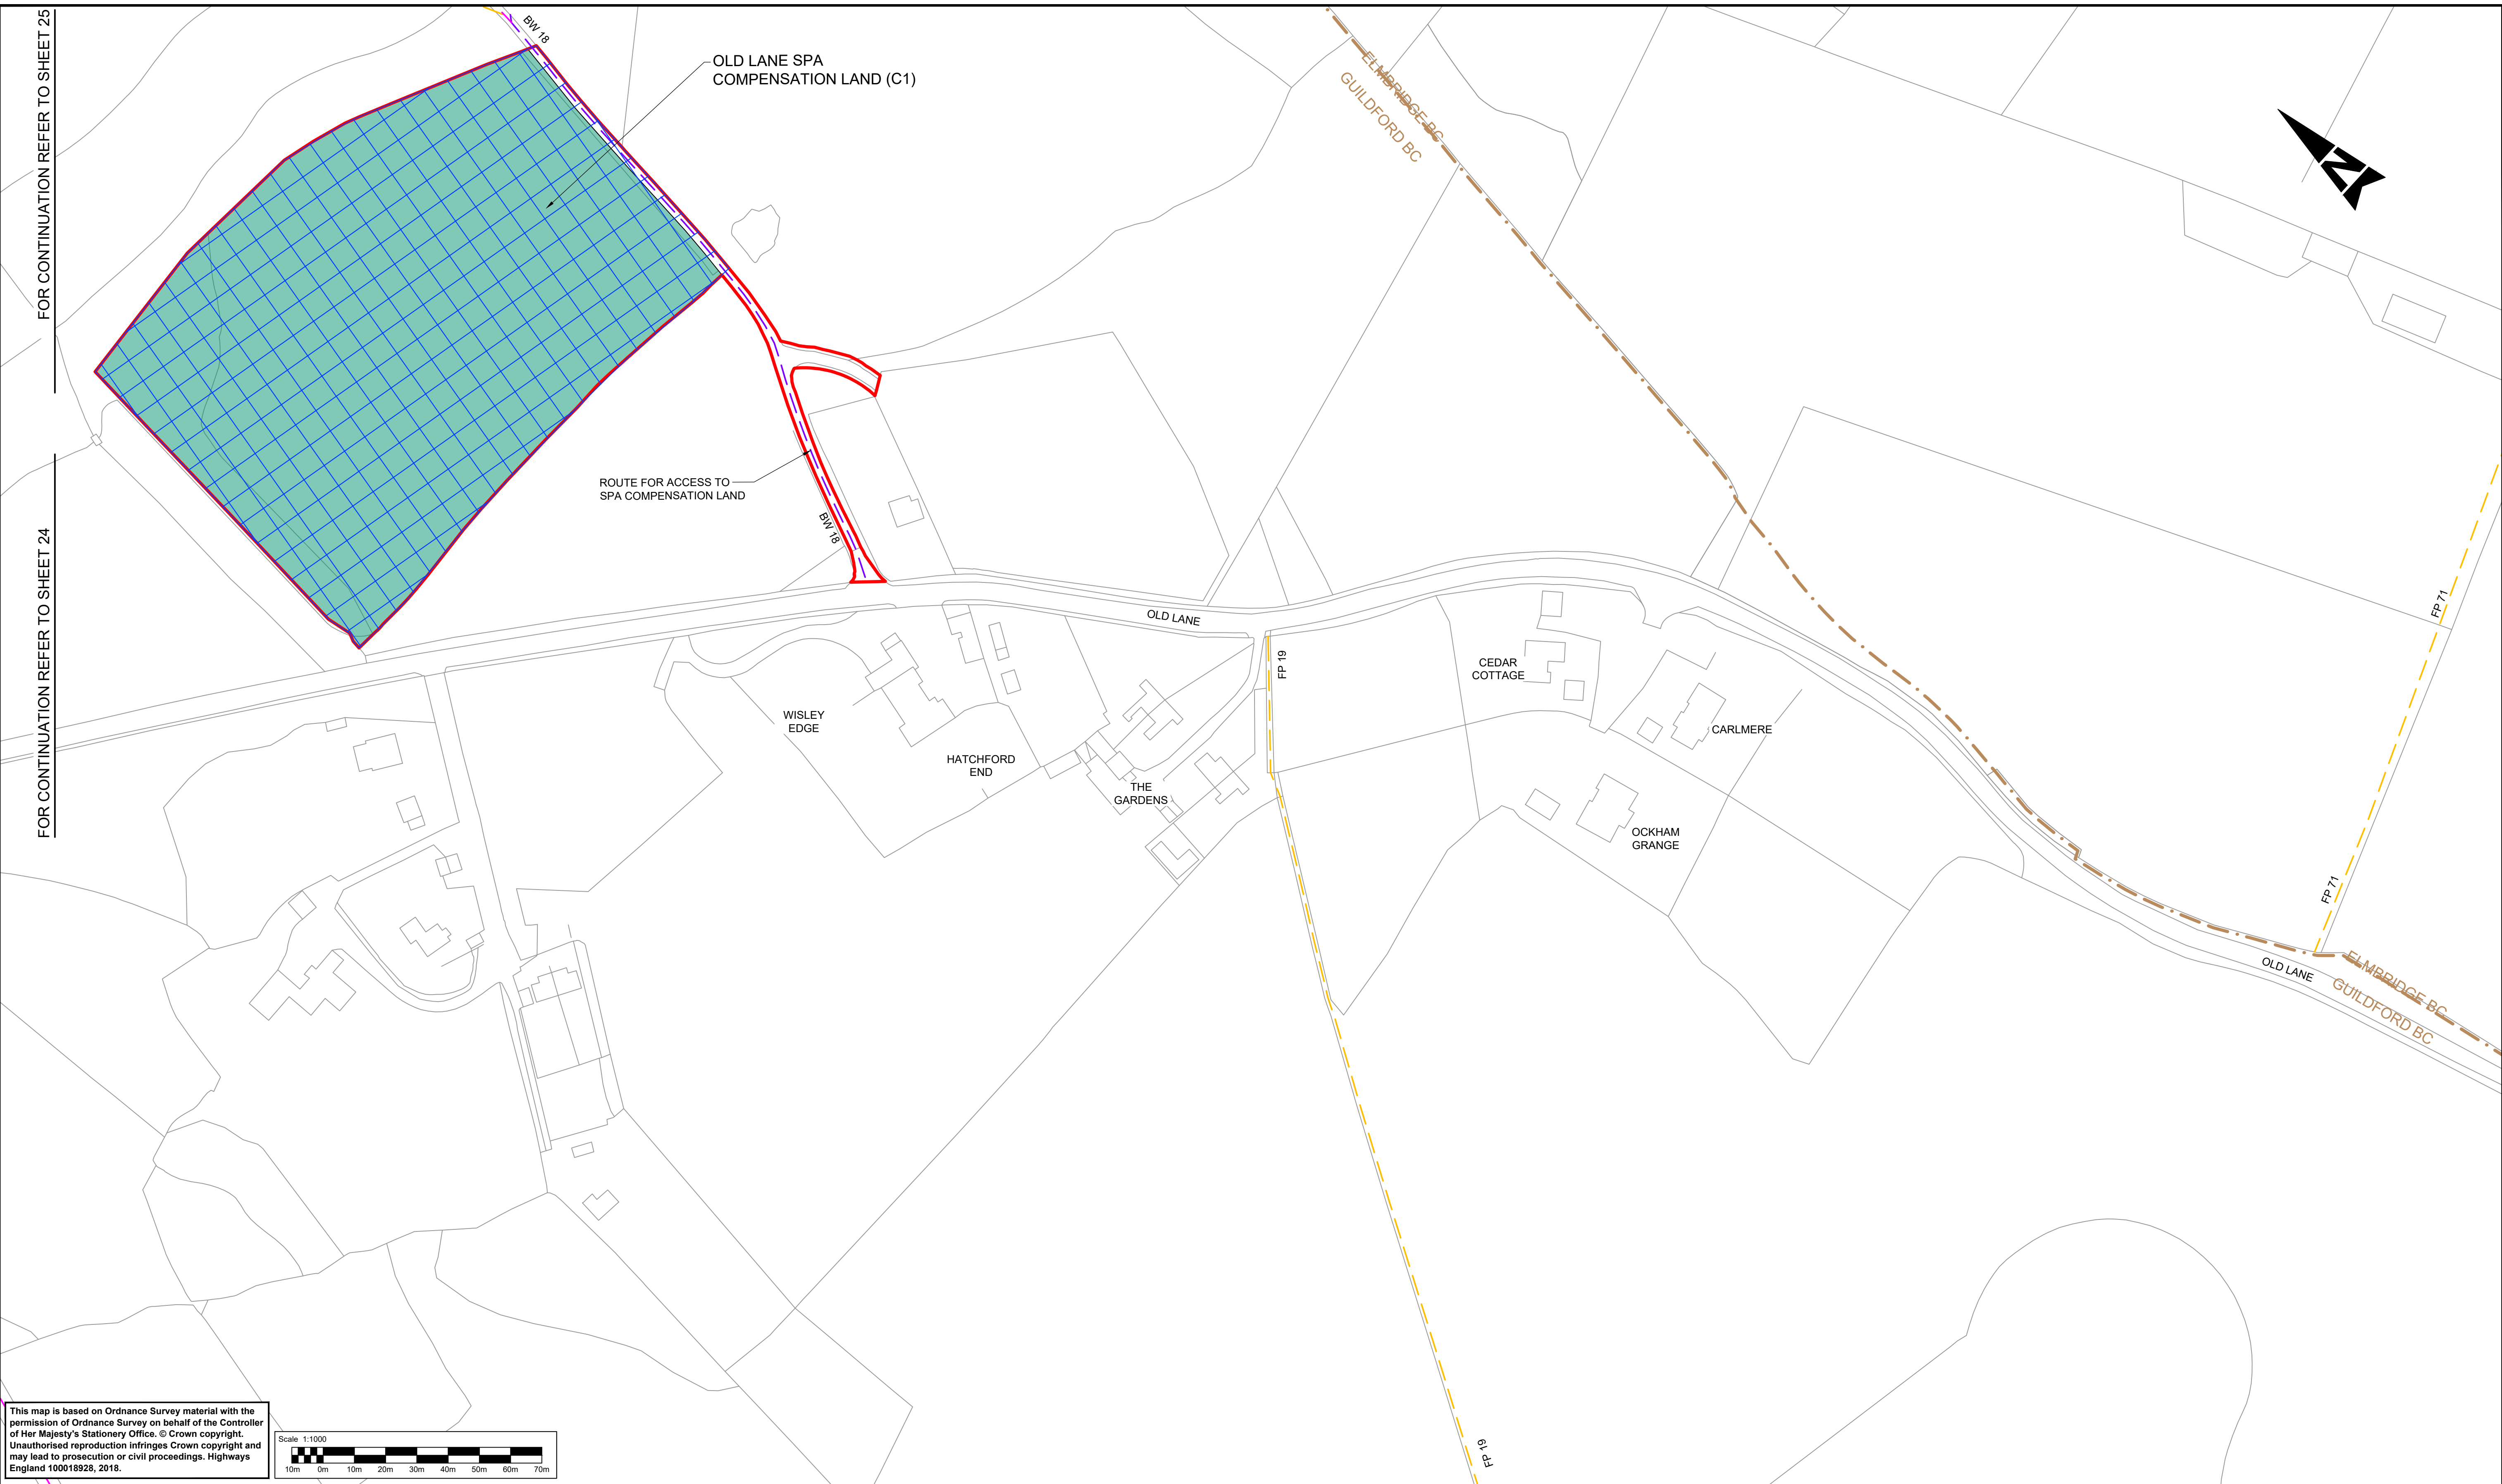 FOR CONTINUATION REFER TO SHEET 25
BW 18
OLD LANE SPA
COMPENSATION LAND (C1)
ELMBRIDGE BC
GUILDFORD BC
N
ROUTE FOR ACCESS TO
SPA COMPENSATION LAND
BW 18
FOR CONTINUATION REFER TO SHEET 24
OLD LANE
FP 19
FP 71
CEDAR
COTTAGE
WISLEY
EDGE
CARLMERE
HATCHFORD
END
THE
GARDENS
OCKHAM
GRANGE
FP 71
OLD LANE
ELMBRIDGE BC
GUILDFORD BC
FP 19
This map is based on Ordnance Survey material with the
permission of Ordnance Survey on behalf of the Controller
of Her Majesty's Stationery Office. © Crown copyright.
Unauthorised reproduction infringes Crown copyright and
may lead to prosecution or civil proceedings. Highways
England 100018928, 2018.
Scale 1:1000
10m 0m 10m 20m 30m 40m 50m 60m 70m